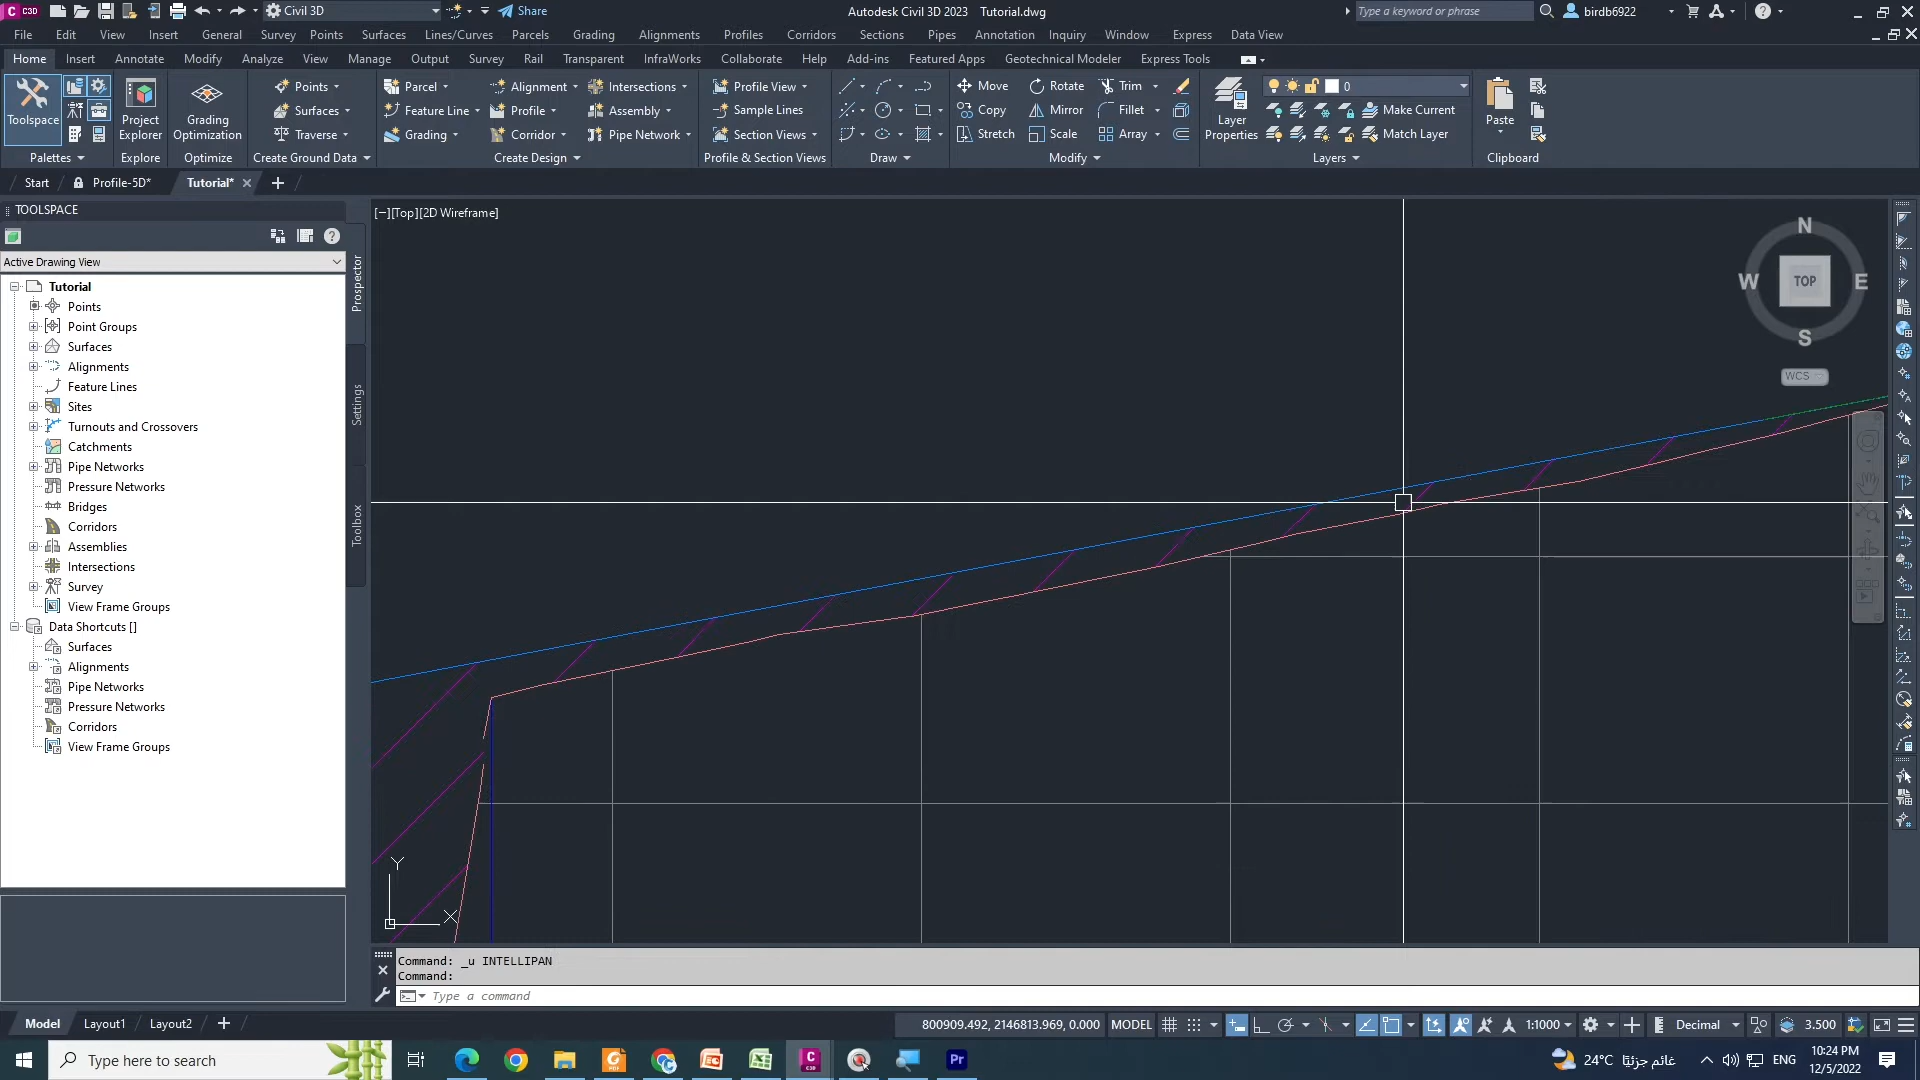 C3D Civil 3D Share Autodesk Civil 3D 2023 Tutorial.dwg Type a keyword or phrase birdb6922
File Edit View Insert General Survey Points Surfaces Lines/Curves Parcels Grading Alignments Profiles Corridors Sections Pipes Annotation Inquiry Window Express Data View
Home Insert Annotate Modify Analyze View Manage Output Survey Rail Transparent InfraWorks Collaborate Help Add-ins Featured Apps Geotechnical Modeler Express Tools
Points Parcel Alignment Intersections Profile View Move Rotate Trim 0
Toolspace Project Explorer Grading Optimization Surfaces Feature Line Profile Assembly Sample Lines Copy Mirror Fillet Layer Properties Make Current Paste
Traverse Grading Corridor Pipe Network Section Views Stretch Scale Array Match Layer
Palettes Explore Optimize Create Ground Data Create Design Profile & Section Views Draw Modify Layers Clipboard
Start Profile-5D* Tutorial*
TOOLSPACE
[−][Top][2D Wireframe]
Active Drawing View
Tutorial
Points
Point Groups
Surfaces
Alignments
Feature Lines
Sites
Turnouts and Crossovers
Catchments
Pipe Networks
Pressure Networks
Bridges
Corridors
Assemblies
Intersections
Survey
View Frame Groups
Data Shortcuts []
Surfaces
Alignments
Pipe Networks
Pressure Networks
Corridors
View Frame Groups
Prospector
Settings
Toolbox
N
W TOP E
S
WCS
Y
X
Command: _u INTELLIPAN
Command:
Type a command
Model Layout1 Layout2 800909.492, 2146813.969, 0.000 MODEL 1:1000 Decimal 3.500
Type here to search 24°C غائم جزئيًا ENG 10:24 PM
12/5/2022